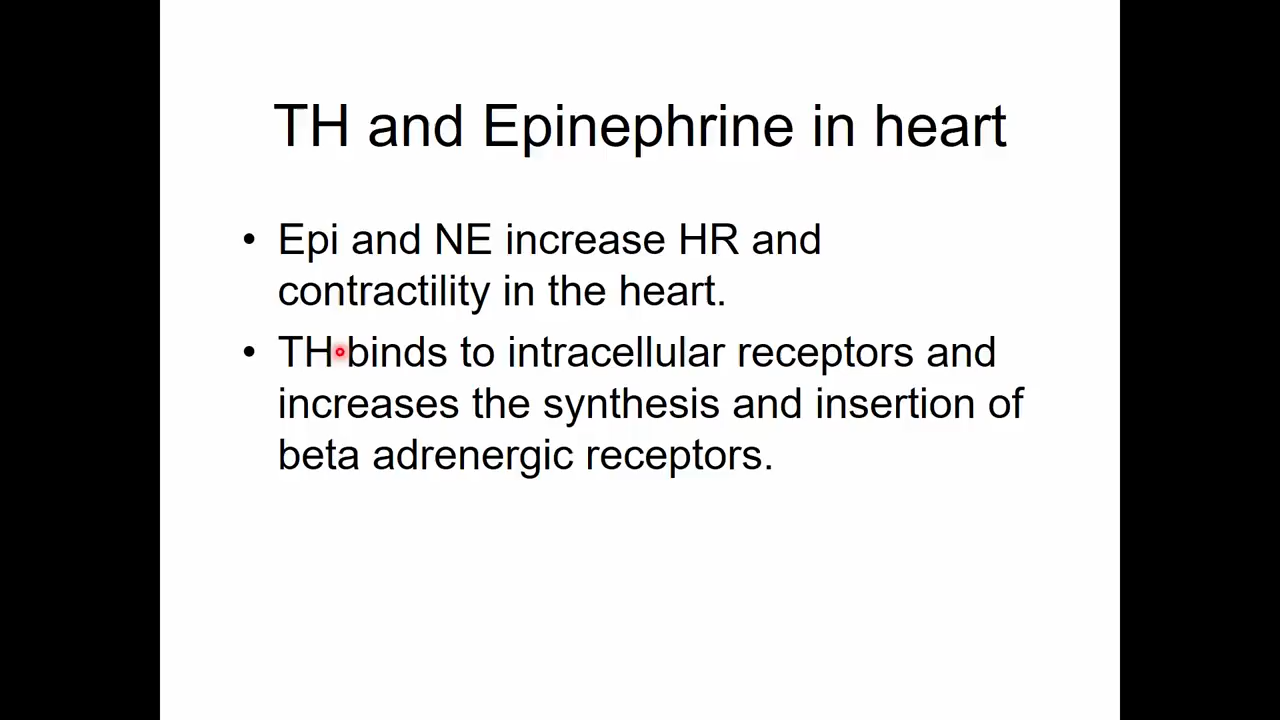 TH and Epinephrine in heart
• Epi and NE increase HR and
contractility in the heart.
• TH binds to intracellular receptors and
increases the synthesis and insertion of
beta adrenergic receptors.